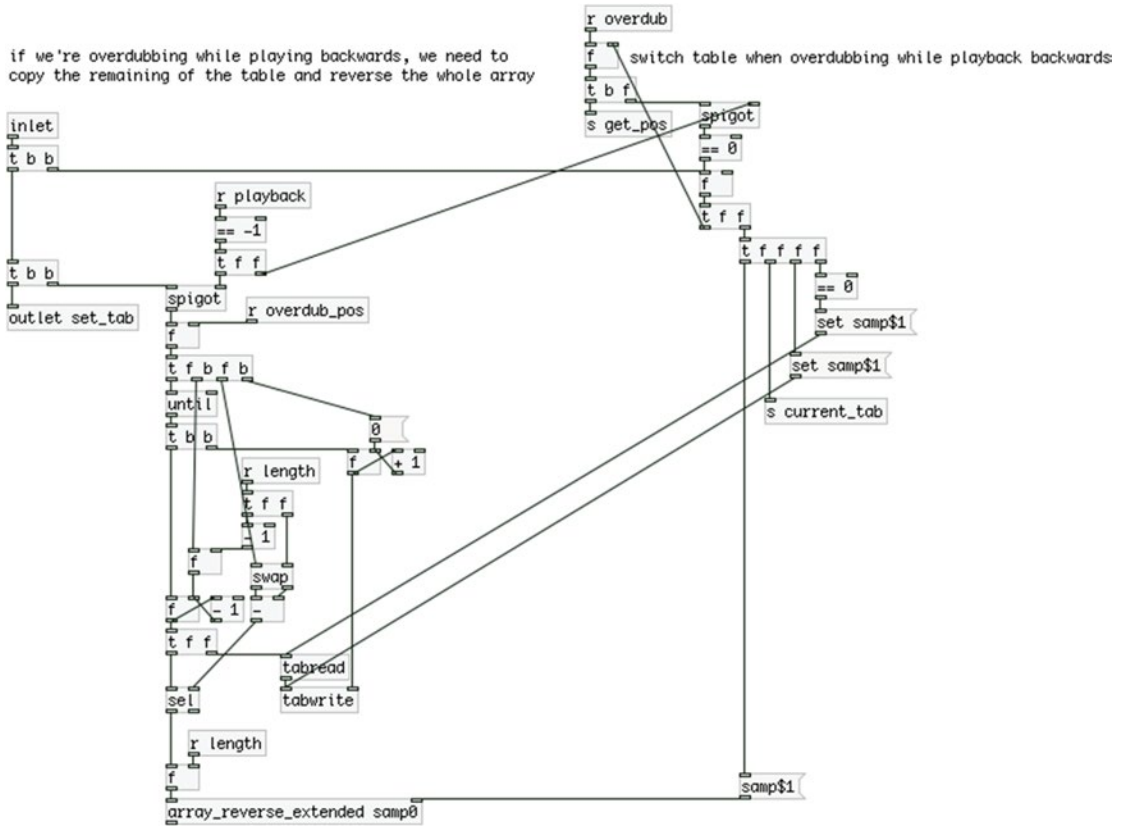 r overdub
if we're overdubbing while playing backwards, we need to
copy the remaining of the table and reverse the whole array
f
switch table when overdubbing while playback backwards
t b f
s get_pos
spigot
inlet
t b b
== 0
f
r playback
t f f
== -1
t f f
t f f f f
t b b
spigot
== 0
outlet set_tab
r overdub_pos
set samp$1
f
t f b f b
set samp$1
until
s current_tab
0
t b b
f
+ 1
r length
t f f
- 1
f
swap
f
- 1
-
t f f
tabread
sel
tabwrite
r length
f
samp$1
array_reverse_extended samp0